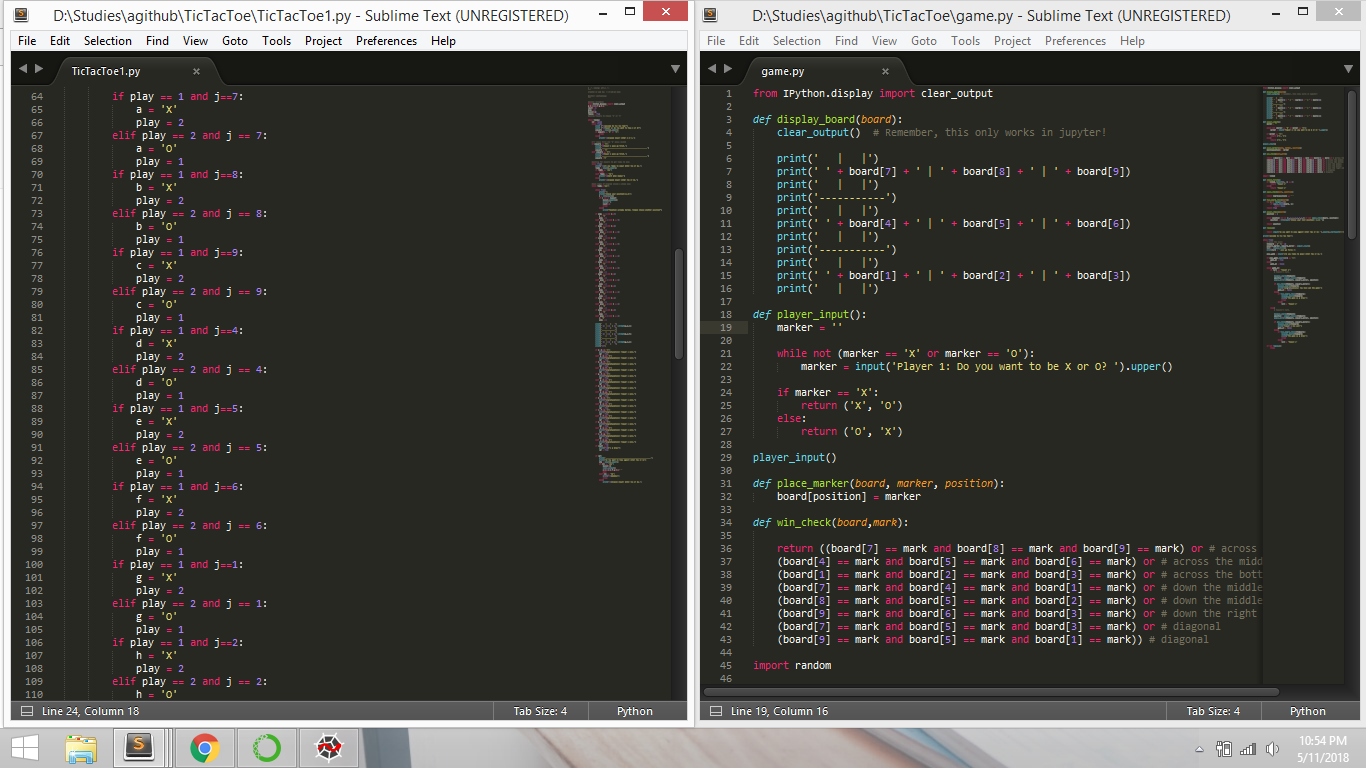 D:\Studies\agithub\TicTacToe\TicTacToe1.py - Sublime Text (UNREGISTERED)
File Edit Selection Find View Goto Tools Project Preferences Help
TicTacToe1.py
64 if play == 1 and j==7:
65 a = 'X'
66 play = 2
67 elif play == 2 and j == 7:
68 a = 'O'
69 play = 1
70 if play == 1 and j==8:
71 b = 'X'
72 play = 2
73 elif play == 2 and j == 8:
74 b = 'O'
75 play = 1
76 if play == 1 and j==9:
77 c = 'X'
78 play = 2
79 elif play == 2 and j == 9:
80 c = 'O'
81 play = 1
82 if play == 1 and j==4:
83 d = 'X'
84 play = 2
85 elif play == 2 and j == 4:
86 d = 'O'
87 play = 1
88 if play == 1 and j==5:
89 e = 'X'
90 play = 2
91 elif play == 2 and j == 5:
92 e = 'O'
93 play = 1
94 if play == 1 and j==6:
95 f = 'X'
96 play = 2
97 elif play == 2 and j == 6:
98 f = 'O'
99 play = 1
100 if play == 1 and j==1:
101 g = 'X'
102 play = 2
103 elif play == 2 and j == 1:
104 g = 'O'
105 play = 1
106 if play == 1 and j==2:
107 h = 'X'
108 play = 2
109 elif play == 2 and j == 2:
110 h = 'O'
Line 24, Column 18 Tab Size: 4 Python
D:\Studies\agithub\TicTacToe\game.py - Sublime Text (UNREGISTERED)
File Edit Selection Find View Goto Tools Project Preferences Help
game.py
1 from IPython.display import clear_output
2
3 def display_board(board):
4 clear_output()  # Remember, this only works in jupyter!
5
6 print('   |   |')
7 print(' ' + board[7] + ' | ' + board[8] + ' | ' + board[9])
8 print('   |   |')
9 print('-----------')
10 print('   |   |')
11 print(' ' + board[4] + ' | ' + board[5] + ' | ' + board[6])
12 print('   |   |')
13 print('-----------')
14 print('   |   |')
15 print(' ' + board[1] + ' | ' + board[2] + ' | ' + board[3])
16 print('   |   |')
17
18 def player_input():
19 marker = ''
20
21 while not (marker == 'X' or marker == 'O'):
22 marker = input('Player 1: Do you want to be X or O? ').upper()
23
24 if marker == 'X':
25 return ('X', 'O')
26 else:
27 return ('O', 'X')
28
29 player_input()
30
31 def place_marker(board, marker, position):
32 board[position] = marker
33
34 def win_check(board,mark):
35
36 return ((board[7] == mark and board[8] == mark and board[9] == mark) or # across
37 (board[4] == mark and board[5] == mark and board[6] == mark) or # across the midd
38 (board[1] == mark and board[2] == mark and board[3] == mark) or # across the bott
39 (board[7] == mark and board[4] == mark and board[1] == mark) or # down the middle
40 (board[8] == mark and board[5] == mark and board[2] == mark) or # down the middle
41 (board[9] == mark and board[6] == mark and board[3] == mark) or # down the right
42 (board[7] == mark and board[5] == mark and board[3] == mark) or # diagonal
43 (board[9] == mark and board[5] == mark and board[1] == mark)) # diagonal
44
45 import random
46
Line 19, Column 16 Tab Size: 4 Python
10:54 PM
5/11/2018